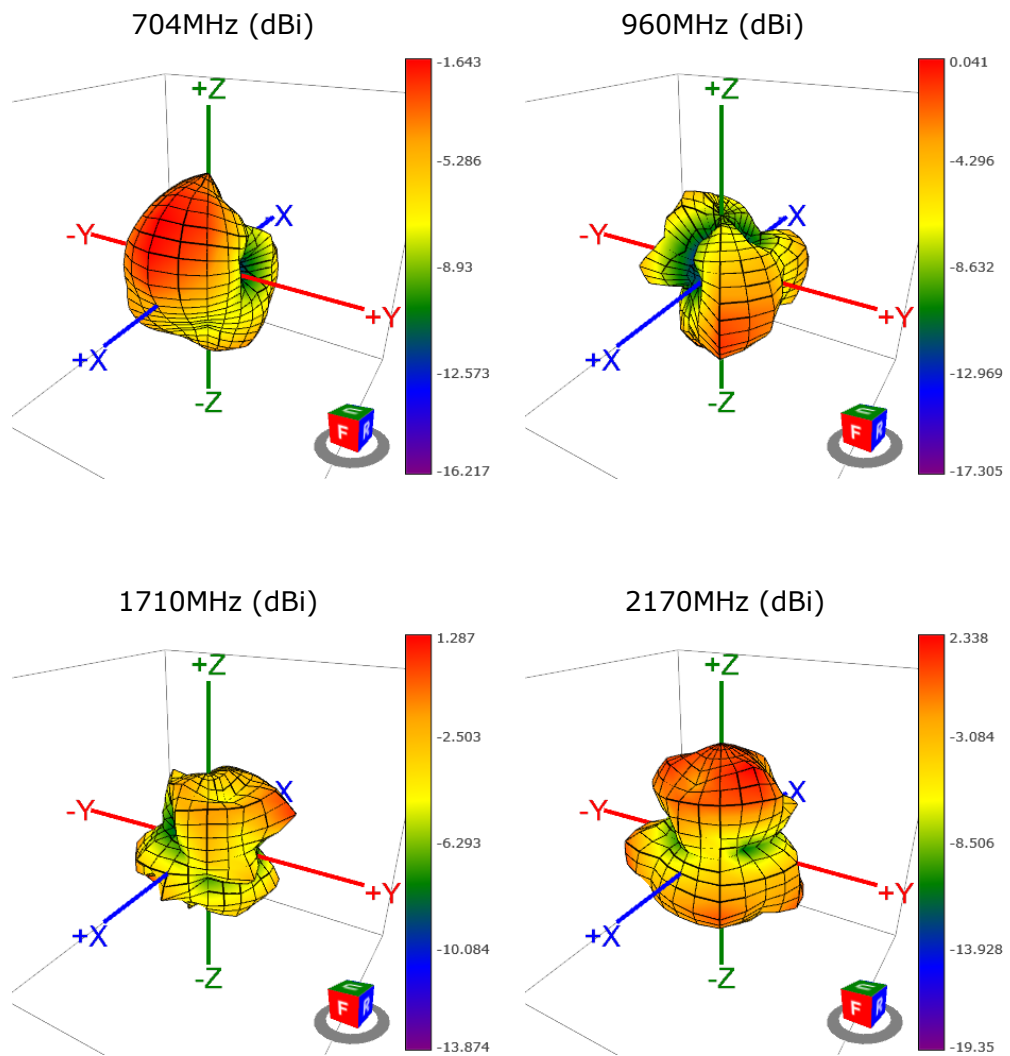 704MHz (dBi)
-1.643
-5.286
-8.93
-12.573
-16.217
+Z
-Y
X
+X
+Y
-Z
F
960MHz (dBi)
0.041
-4.296
-8.632
-12.969
-17.305
+Z
-Y
-X
+X
+Y
-Z
F
R
1710MHz (dBi)
1.287
-2.503
-6.293
-10.084
-13.874
+Z
-Y
X
+X
+Y
-Z
F
R
2170MHz (dBi)
2.338
-3.084
-8.506
-13.928
-19.35
+Z
-Y
X
+X
+Y
-Z
F
R